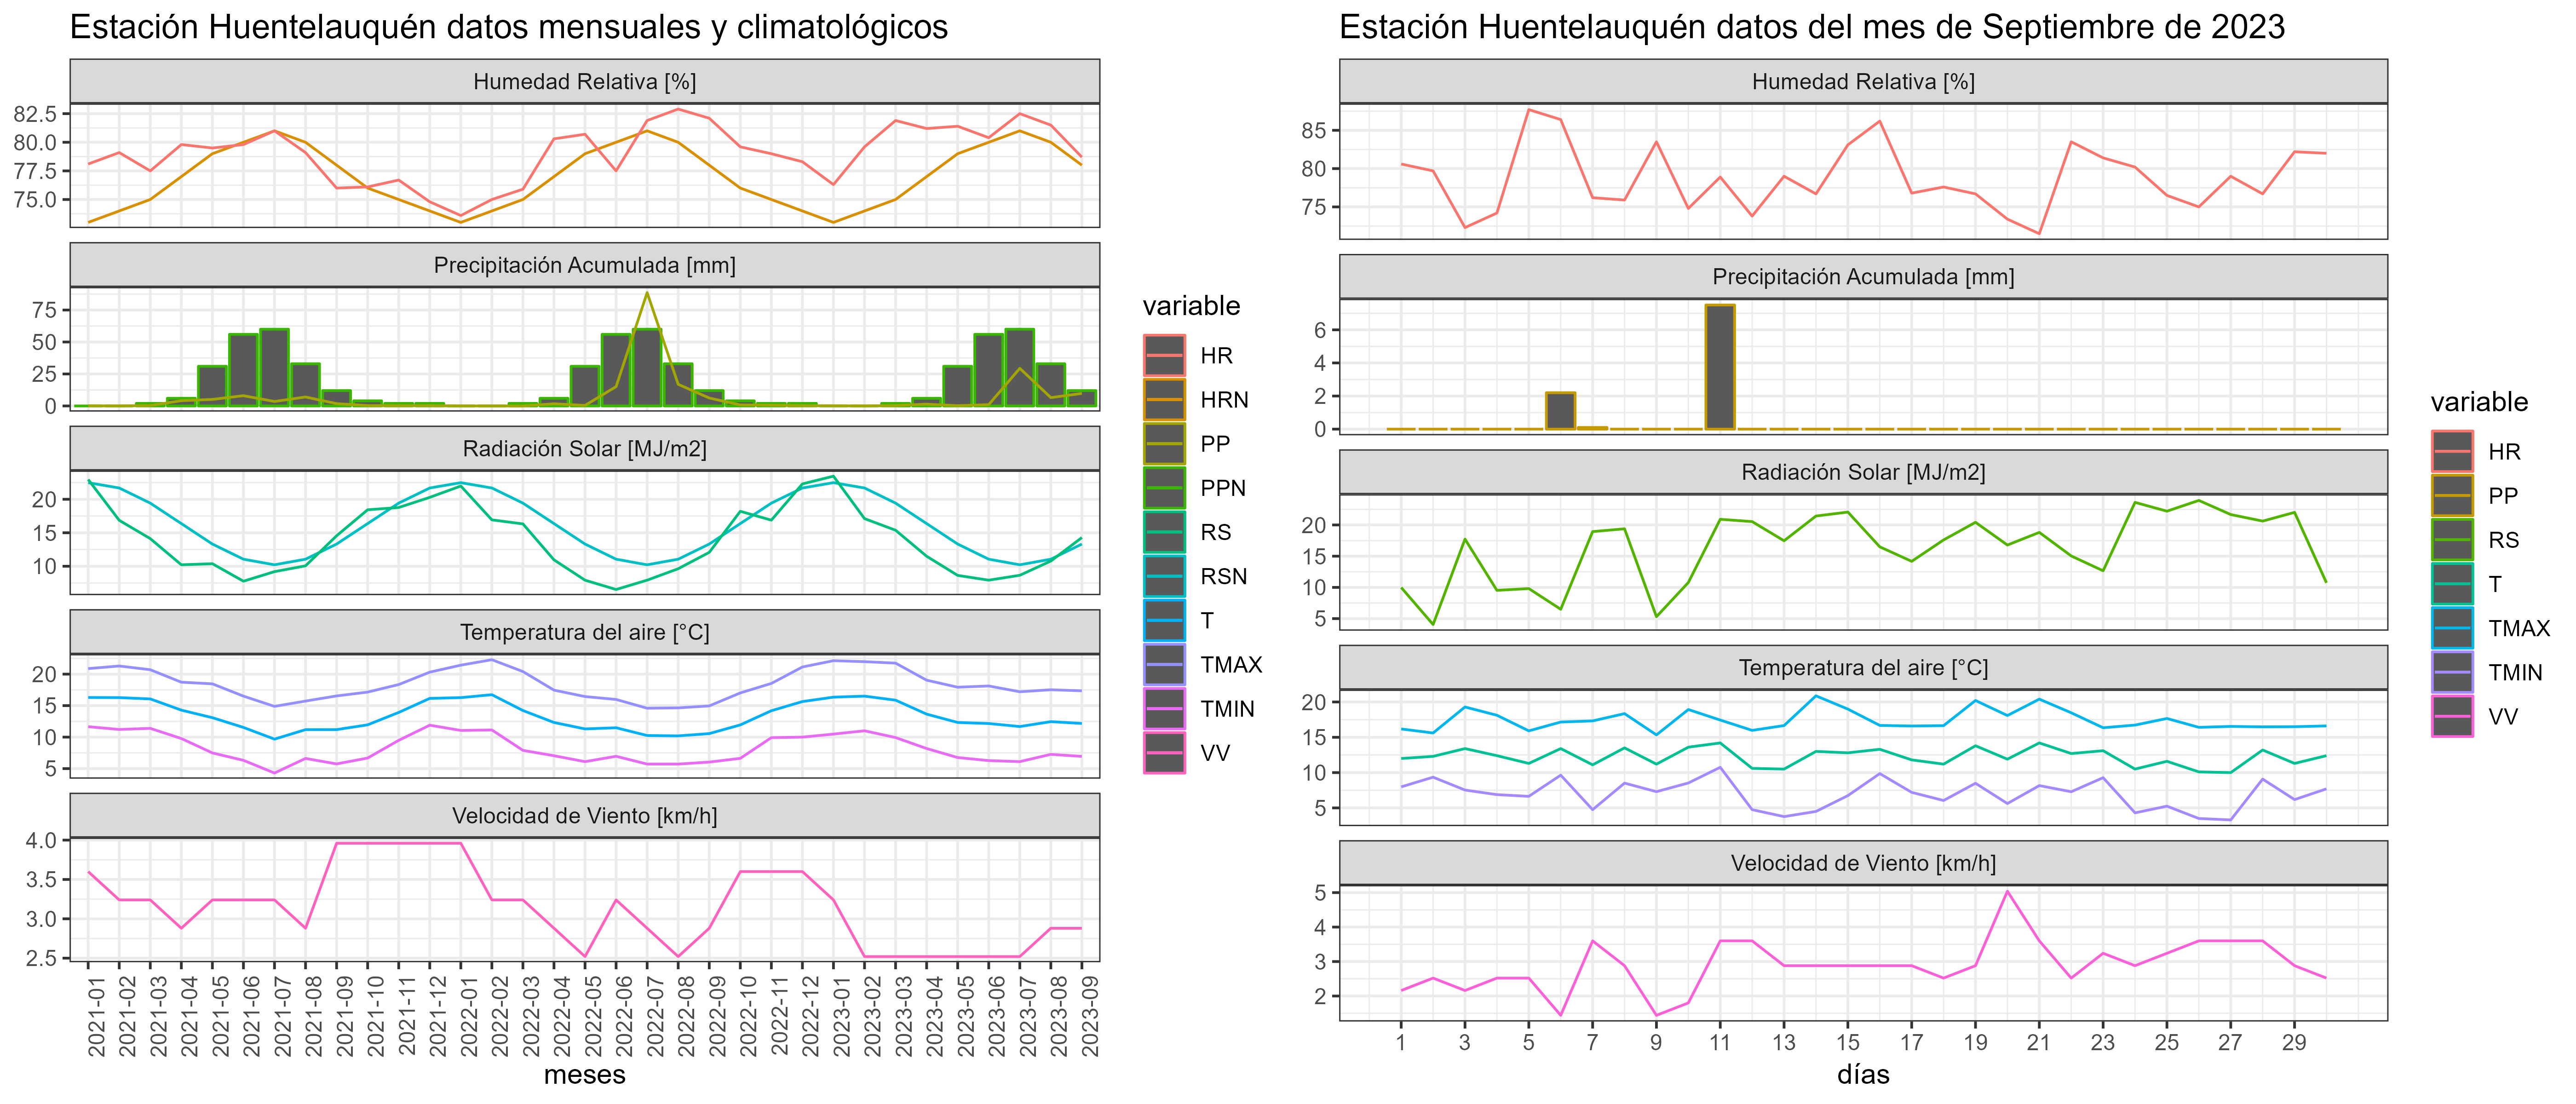 Estación Huentelauquén datos mensuales y climatológicos
Humedad Relativa [%]
82.5
80.0
77.5
75.0
Precipitación Acumulada [mm]
75
50
25
0
Radiación Solar [MJ/m2]
20
15
10
Temperatura del aire [°C]
20
15
10
5
Velocidad de Viento [km/h]
4.0
3.5
3.0
2.5
2021-01
2021-02
2021-03
2021-04
2021-05
2021-06
2021-07
2021-08
2021-09
2021-10
2021-11
2021-12
2022-01
2022-02
2022-03
2022-04
2022-05
2022-06
2022-07
2022-08
2022-09
2022-10
2022-11
2022-12
2023-01
2023-02
2023-03
2023-04
2023-05
2023-06
2023-07
2023-08
2023-09
meses
variable
HR
HRN
PP
PPN
RS
RSN
T
TMAX
TMIN
VV
Estación Huentelauquén datos del mes de Septiembre de 2023
Humedad Relativa [%]
85
80
75
Precipitación Acumulada [mm]
6
4
2
0
Radiación Solar [MJ/m2]
20
15
10
5
Temperatura del aire [°C]
20
15
10
5
Velocidad de Viento [km/h]
5
4
3
2
1 3 5 7 9 11 13 15 17 19 21 23 25 27 29
días
variable
HR
PP
RS
T
TMAX
TMIN
VV